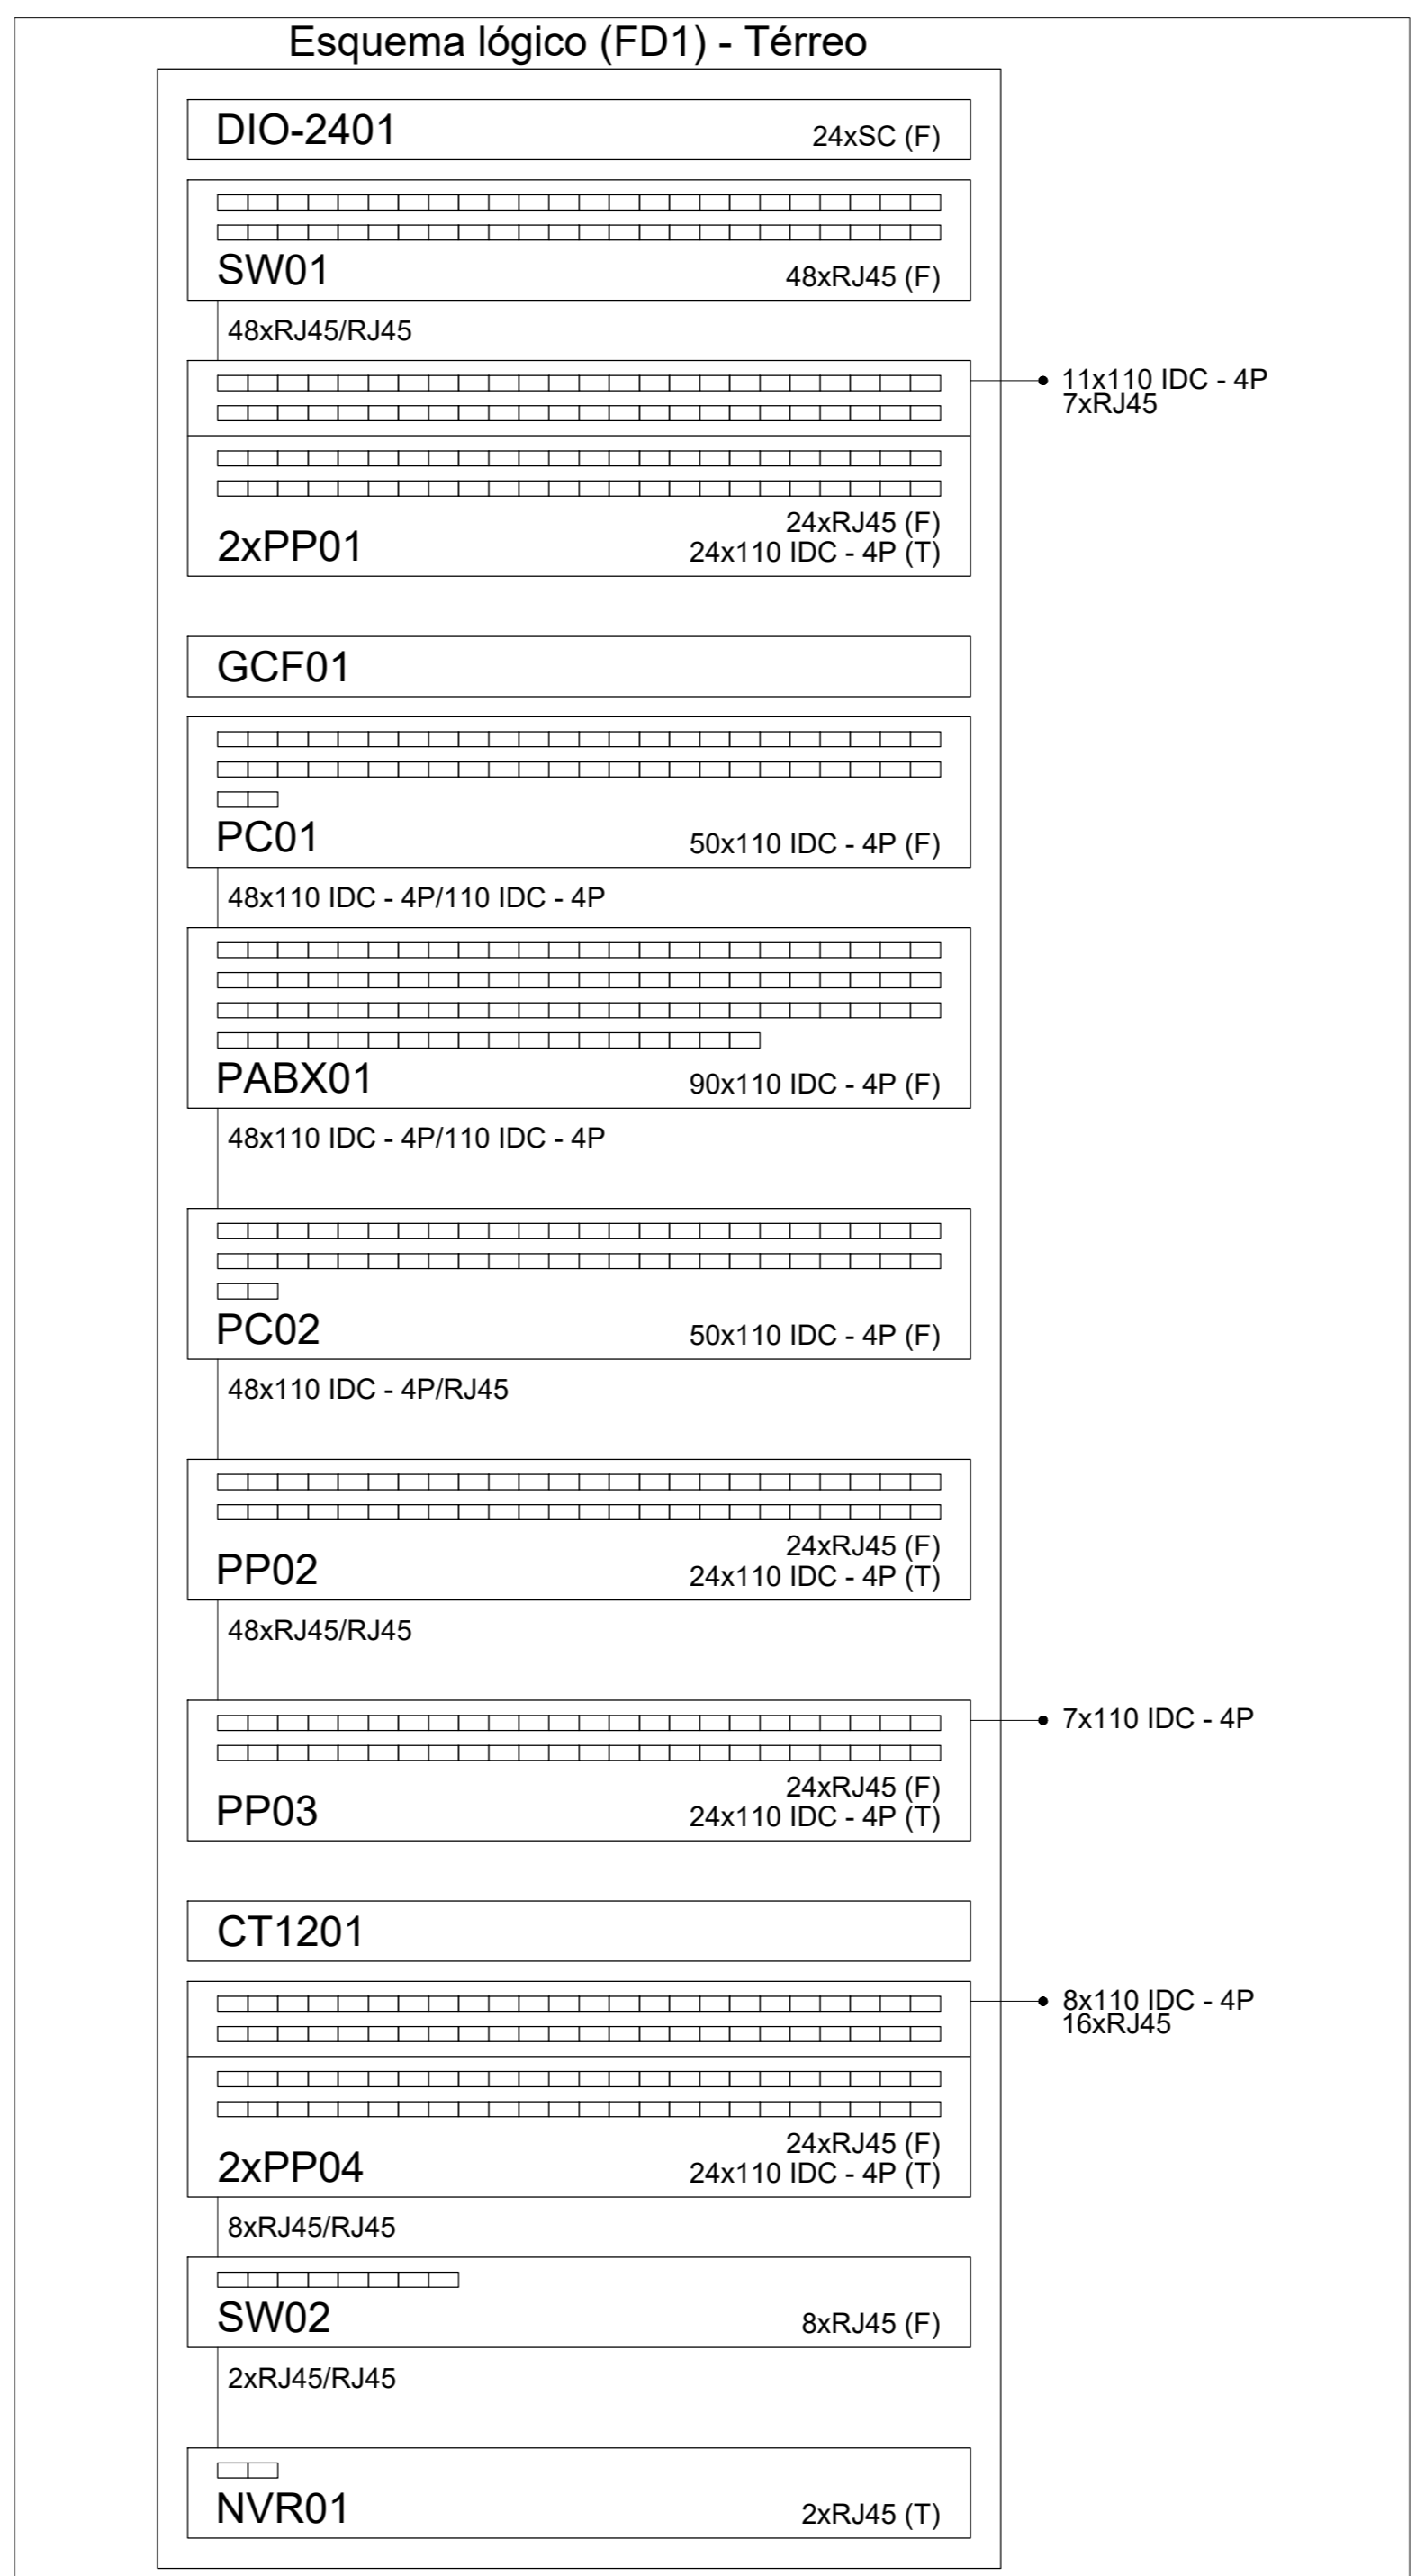 Esquema lógico (FD1) - Térreo
DIO-2401
24xSC (F)
SW01
48xRJ45 (F)
48xRJ45/RJ45
11x110 IDC - 4P
7xRJ45
24xRJ45 (F)
2xPP01
24x110 IDC - 4P (T)
GCF01
PC01
50x110 IDC - 4P (F)
48x110 IDC - 4P/110 IDC - 4P
PABX01
90x110 IDC - 4P (F)
48x110 IDC - 4P/110 IDC - 4P
PC02
50x110 IDC - 4P (F)
48x110 IDC - 4P/RJ45
24xRJ45 (F)
PP02
24x110 IDC - 4P (T)
48xRJ45/RJ45
7x110 IDC - 4P
24xRJ45 (F)
PP03
24x110 IDC - 4P (T)
CT1201
8x110 IDC - 4P
16xRJ45
24xRJ45 (F)
2xPP04
24x110 IDC - 4P (T)
8xRJ45/RJ45
SW02
8xRJ45 (F)
2xRJ45/RJ45
NVR01
2xRJ45 (T)